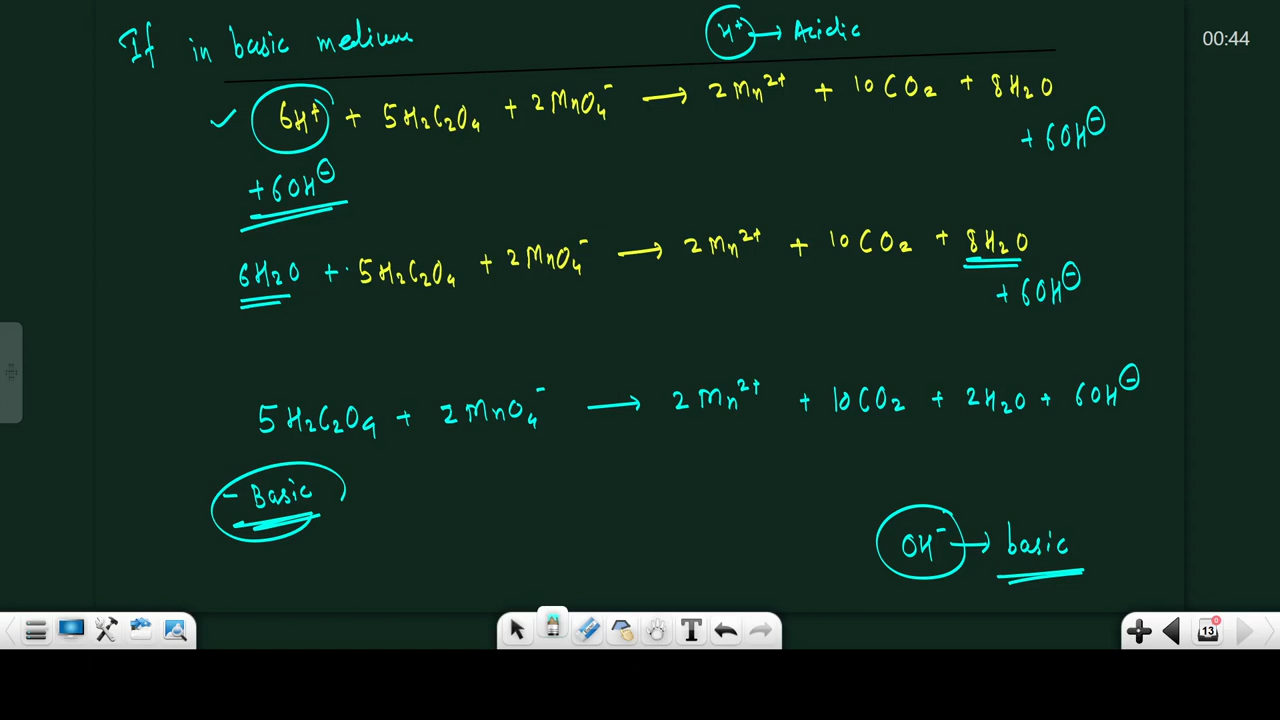 If in basic medium
H⁺ → Acidic
00:44
6H⁺ + 5H₂C₂O₄ + 2MnO₄⁻ → 2Mn²⁺ + 10CO₂ + 8H₂O
+ 6OH⁻
+ 6OH⁻
6H₂O + 5H₂C₂O₄ + 2MnO₄⁻ → 2Mn²⁺ + 10CO₂ + 8H₂O
+ 6OH⁻
5H₂C₂O₄ + 2MnO₄⁻ → 2Mn²⁺ + 10CO₂ + 2H₂O + 6OH⁻
- Basic
OH⁻ → basic
T
13